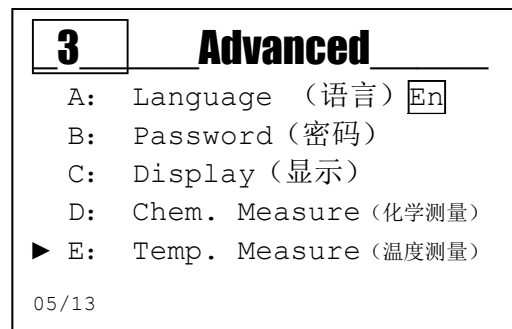 3 Advanced
A: Language （语言） En
B: Password（密码）
C: Display（显示）
D: Chem. Measure（化学测量）
► E: Temp. Measure（温度测量）
05/13